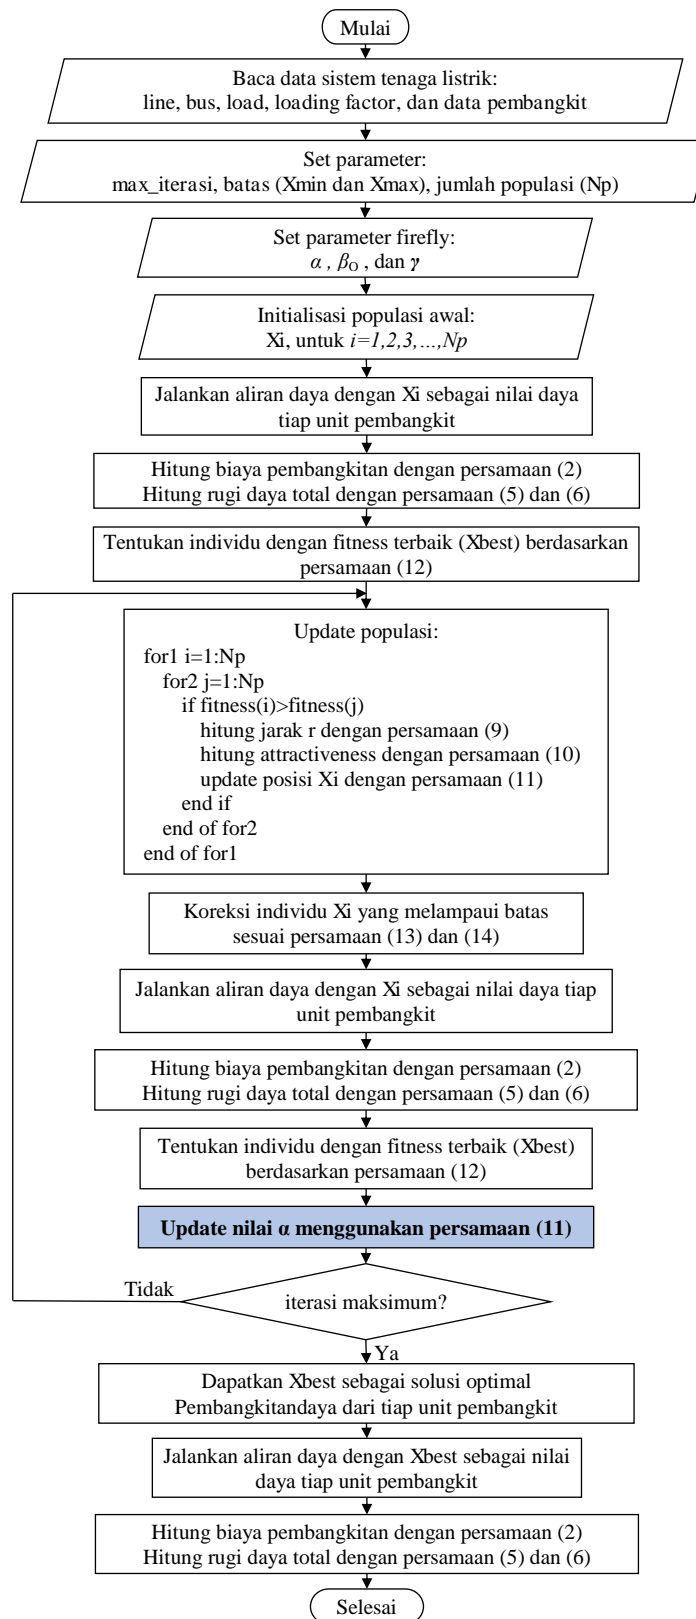 Mulai
Baca data sistem tenaga listrik:
line, bus, load, loading factor, dan data pembangkit
Set parameter:
max_iterasi, batas (Xmin dan Xmax), jumlah populasi (Np)
Set parameter firefly:
α , βO , dan γ
Initialisasi populasi awal:
Xi, untuk i=1,2,3,…,Np
Jalankan aliran daya dengan Xi sebagai nilai daya
tiap unit pembangkit
Hitung biaya pembangkitan dengan persamaan (2)
Hitung rugi daya total dengan persamaan (5) dan (6)
Tentukan individu dengan fitness terbaik (Xbest) berdasarkan
persamaan (12)
Update populasi:
for1 i=1:Np
for2 j=1:Np
if fitness(i)>fitness(j)
hitung jarak r dengan persamaan (9)
hitung attractiveness dengan persamaan (10)
update posisi Xi dengan persamaan (11)
end if
end of for2
end of for1
Koreksi individu Xi yang melampaui batas
sesuai persamaan (13) dan (14)
Jalankan aliran daya dengan Xi sebagai nilai daya tiap
unit pembangkit
Hitung biaya pembangkitan dengan persamaan (2)
Hitung rugi daya total dengan persamaan (5) dan (6)
Tentukan individu dengan fitness terbaik (Xbest)
berdasarkan persamaan (12)
Update nilai α menggunakan persamaan (11)
Tidak
iterasi maksimum?
Ya
Dapatkan Xbest sebagai solusi optimal
Pembangkitandaya dari tiap unit pembangkit
Jalankan aliran daya dengan Xbest sebagai nilai
daya tiap unit pembangkit
Hitung biaya pembangkitan dengan persamaan (2)
Hitung rugi daya total dengan persamaan (5) dan (6)
Selesai